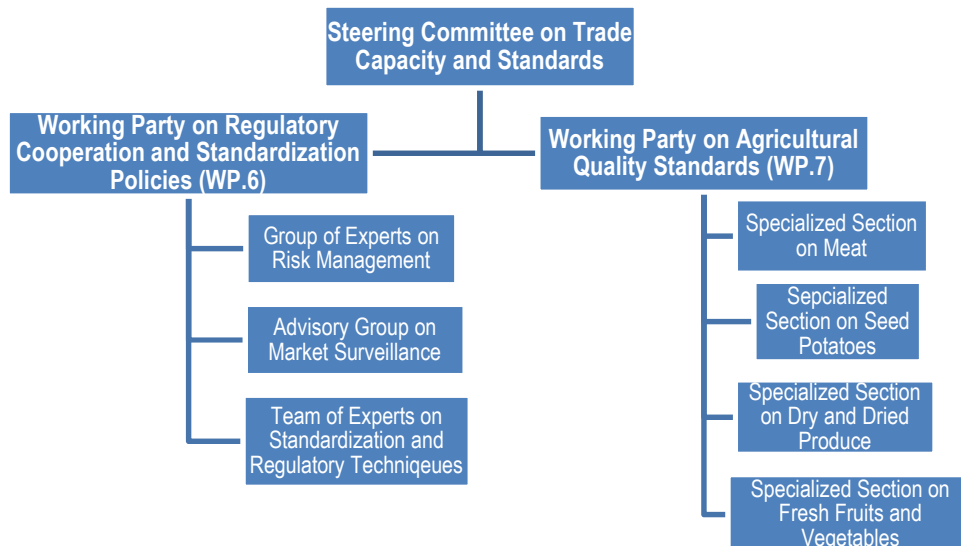 Steering Committee on Trade
Capacity and Standards
Working Party on Regulatory
Cooperation and Standardization
Policies (WP.6)
Group of Experts on
Risk Management
Advisory Group on
Market Surveillance
Team of Experts on
Standardization and
Regulatory Techniqeues
Working Party on Agricultural
Quality Standards (WP.7)
Specialized Section
on Meat
Sepcialized
Section on Seed
Potatoes
Specialized Section
on Dry and Dried
Produce
Specialized Section on
Fresh Fruits and
Vegetables